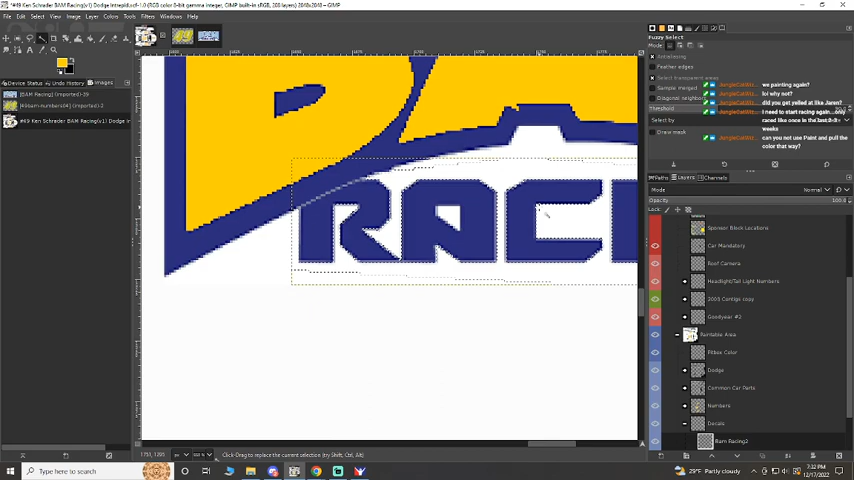 *#49 Ken Schrader BAM Racing(v1) Dodge Intrepid.xcf-1.0 (RGB color 8-bit gamma integer, GIMP built-in sRGB, 200 layers) 2048x2048 – GIMP
File Edit Select View Image Layer Colors Tools Filters Windows Help
Device Status Undo History Images
[BAM Racing] (imported)-29
*#49 Ken Schrader BAM Racing(v1) Dodge In
RAC
Fuzzy Select
Mode:
Antialiasing
Feather edges
Select transparent areas
Sample merged
Diagonal neighbors
Threshold
Select by
Draw mask
we painting again?
lol why not?
did you get yelled at like Jaren?
I need to start racing again...only
raced like once in the last 2-3
weeks
can you not use Paint and pull the
color that way?
Paths Layers Channels
Mode Normal
Opacity 100.0
Lock:
Sponsor Block Locations
Car Mandatory
Roof Camera
Headlight/Tail Light Numbers
2005 Contigs copy
Goodyear #2
Paintable Area
Pitbox Color
Dodge
Common Car Parts
Numbers
Decals
Bam Racing2
px
Click-Drag to replace the current selection (try Shift, Ctrl, Alt)
Type here to search
29°F Partly cloudy
7:32 PM
12/17/2022